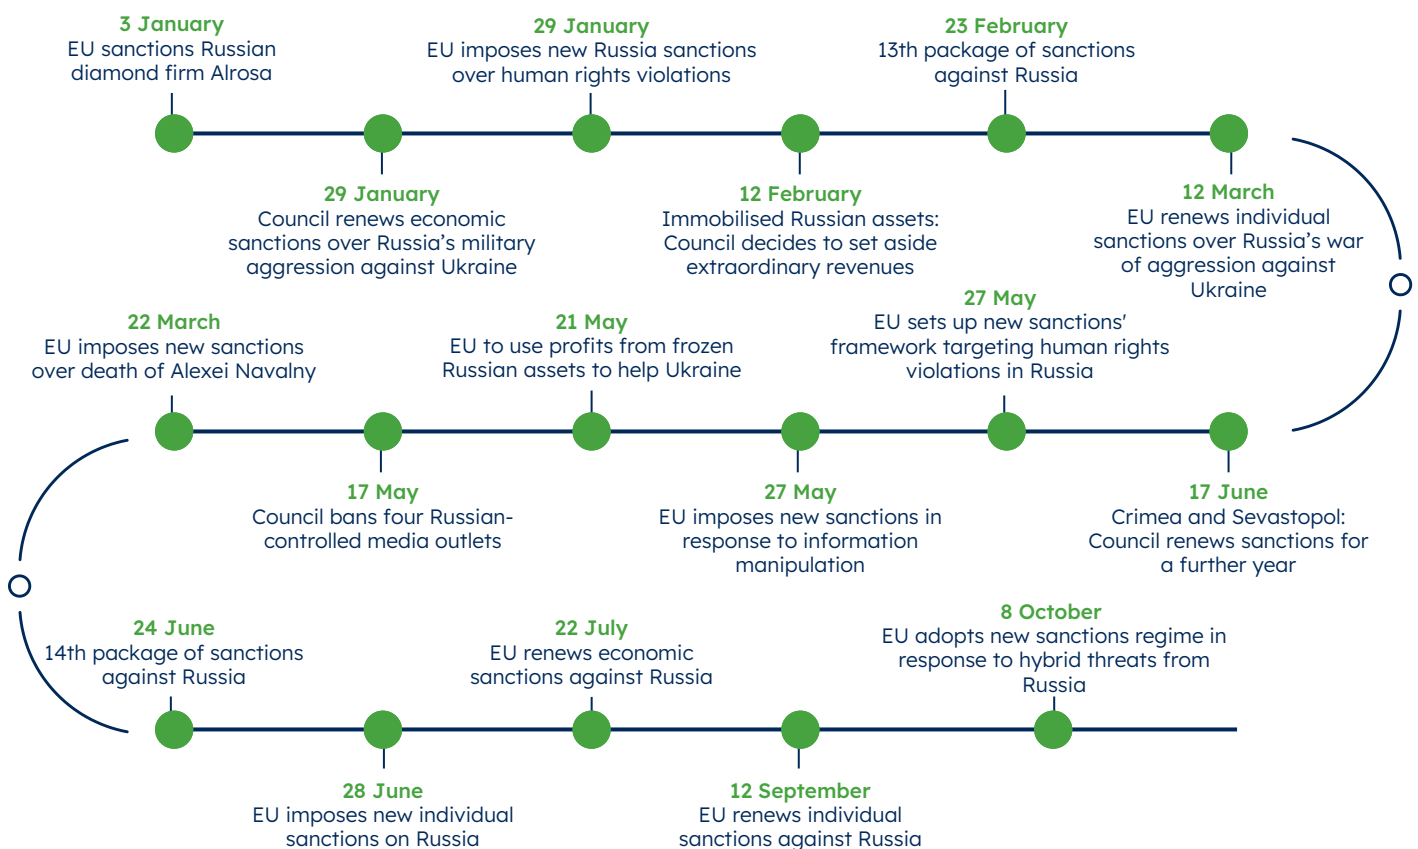 3 January
EU sanctions Russian
diamond firm Alrosa
29 January
Council renews economic
sanctions over Russia’s military
aggression against Ukraine
29 January
EU imposes new Russia sanctions
over human rights violations
12 February
Immobilised Russian assets:
Council decides to set aside
extraordinary revenues
23 February
13th package of sanctions
against Russia
12 March
EU renews individual
sanctions over Russia’s war
of aggression against
Ukraine
22 March
EU imposes new sanctions
over death of Alexei Navalny
17 May
Council bans four Russian-
controlled media outlets
21 May
EU to use profits from frozen
Russian assets to help Ukraine
27 May
EU imposes new sanctions in
response to information
manipulation
27 May
EU sets up new sanctions'
framework targeting human rights
violations in Russia
17 June
Crimea and Sevastopol:
Council renews sanctions for
a further year
24 June
14th package of sanctions
against Russia
28 June
EU imposes new individual
sanctions on Russia
22 July
EU renews economic
sanctions against Russia
12 September
EU renews individual
sanctions against Russia
8 October
EU adopts new sanctions regime in
response to hybrid threats from
Russia